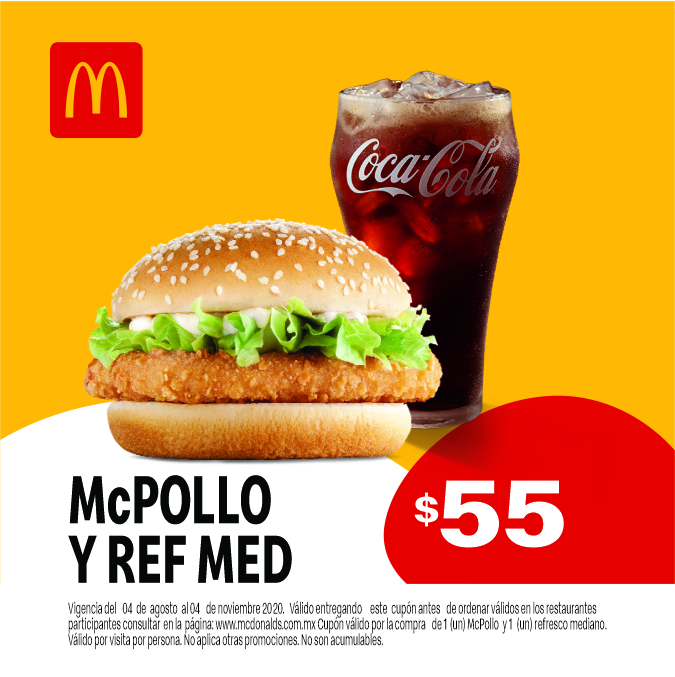 Coca-Cola
McPOLLO
Y REF MED
$55
Vigencia del 04 de agosto al 04 de noviembre 2020. Válido entregando este cupón antes de ordenar válidos en los restaurantes
participantes consultar en la página: www.mcdonalds.com.mx Cupón válido por la compra de 1 (un) McPollo y 1 (un) refresco mediano.
Válido por visita por persona. No aplica otras promociones. No son acumulables.